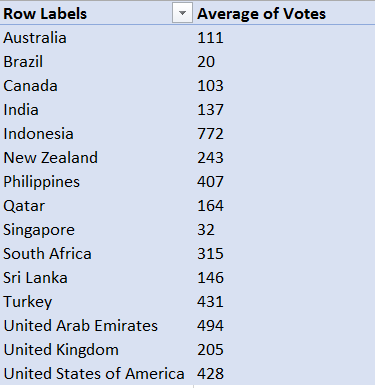 Row Labels Average of Votes
Australia 111
Brazil 20
Canada 103
India 137
Indonesia 772
New Zealand 243
Philippines 407
Qatar 164
Singapore 32
South Africa 315
Sri Lanka 146
Turkey 431
United Arab Emirates 494
United Kingdom 205
United States of America 428